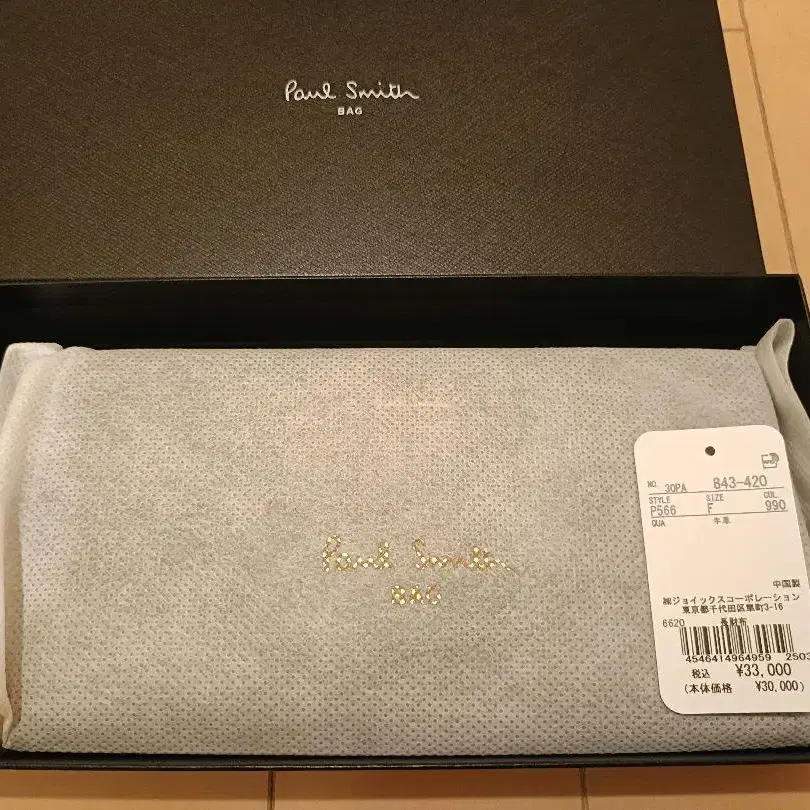 Paul Smith
BAG
Paul Smith
BAG
NO. 30PA 843-420
STYLE SIZE COL.
P566 F 990
QUA 牛革
中国製
㈱ジョイックスコーポレーション
東京都千代田区隼町3-16
6620 長財布
4546414964959 2503
税込 ¥33,000
(本体価格 ¥30,000)